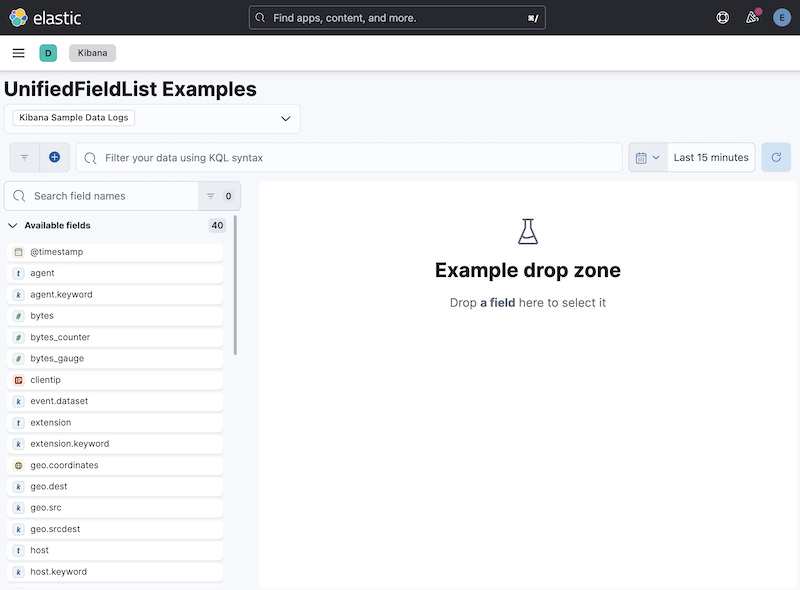 elastic
Find apps, content, and more.
⌘/
E
D
Kibana
UnifiedFieldList Examples
Kibana Sample Data Logs
Filter your data using KQL syntax
Last 15 minutes
Search field names
0
Available fields
40
@timestamp
t agent
k agent.keyword
# bytes
# bytes_counter
# bytes_gauge
IP clientip
k event.dataset
t extension
k extension.keyword
geo.coordinates
k geo.dest
k geo.src
k geo.srcdest
t host
k host.keyword
Example drop zone
Drop a field here to select it